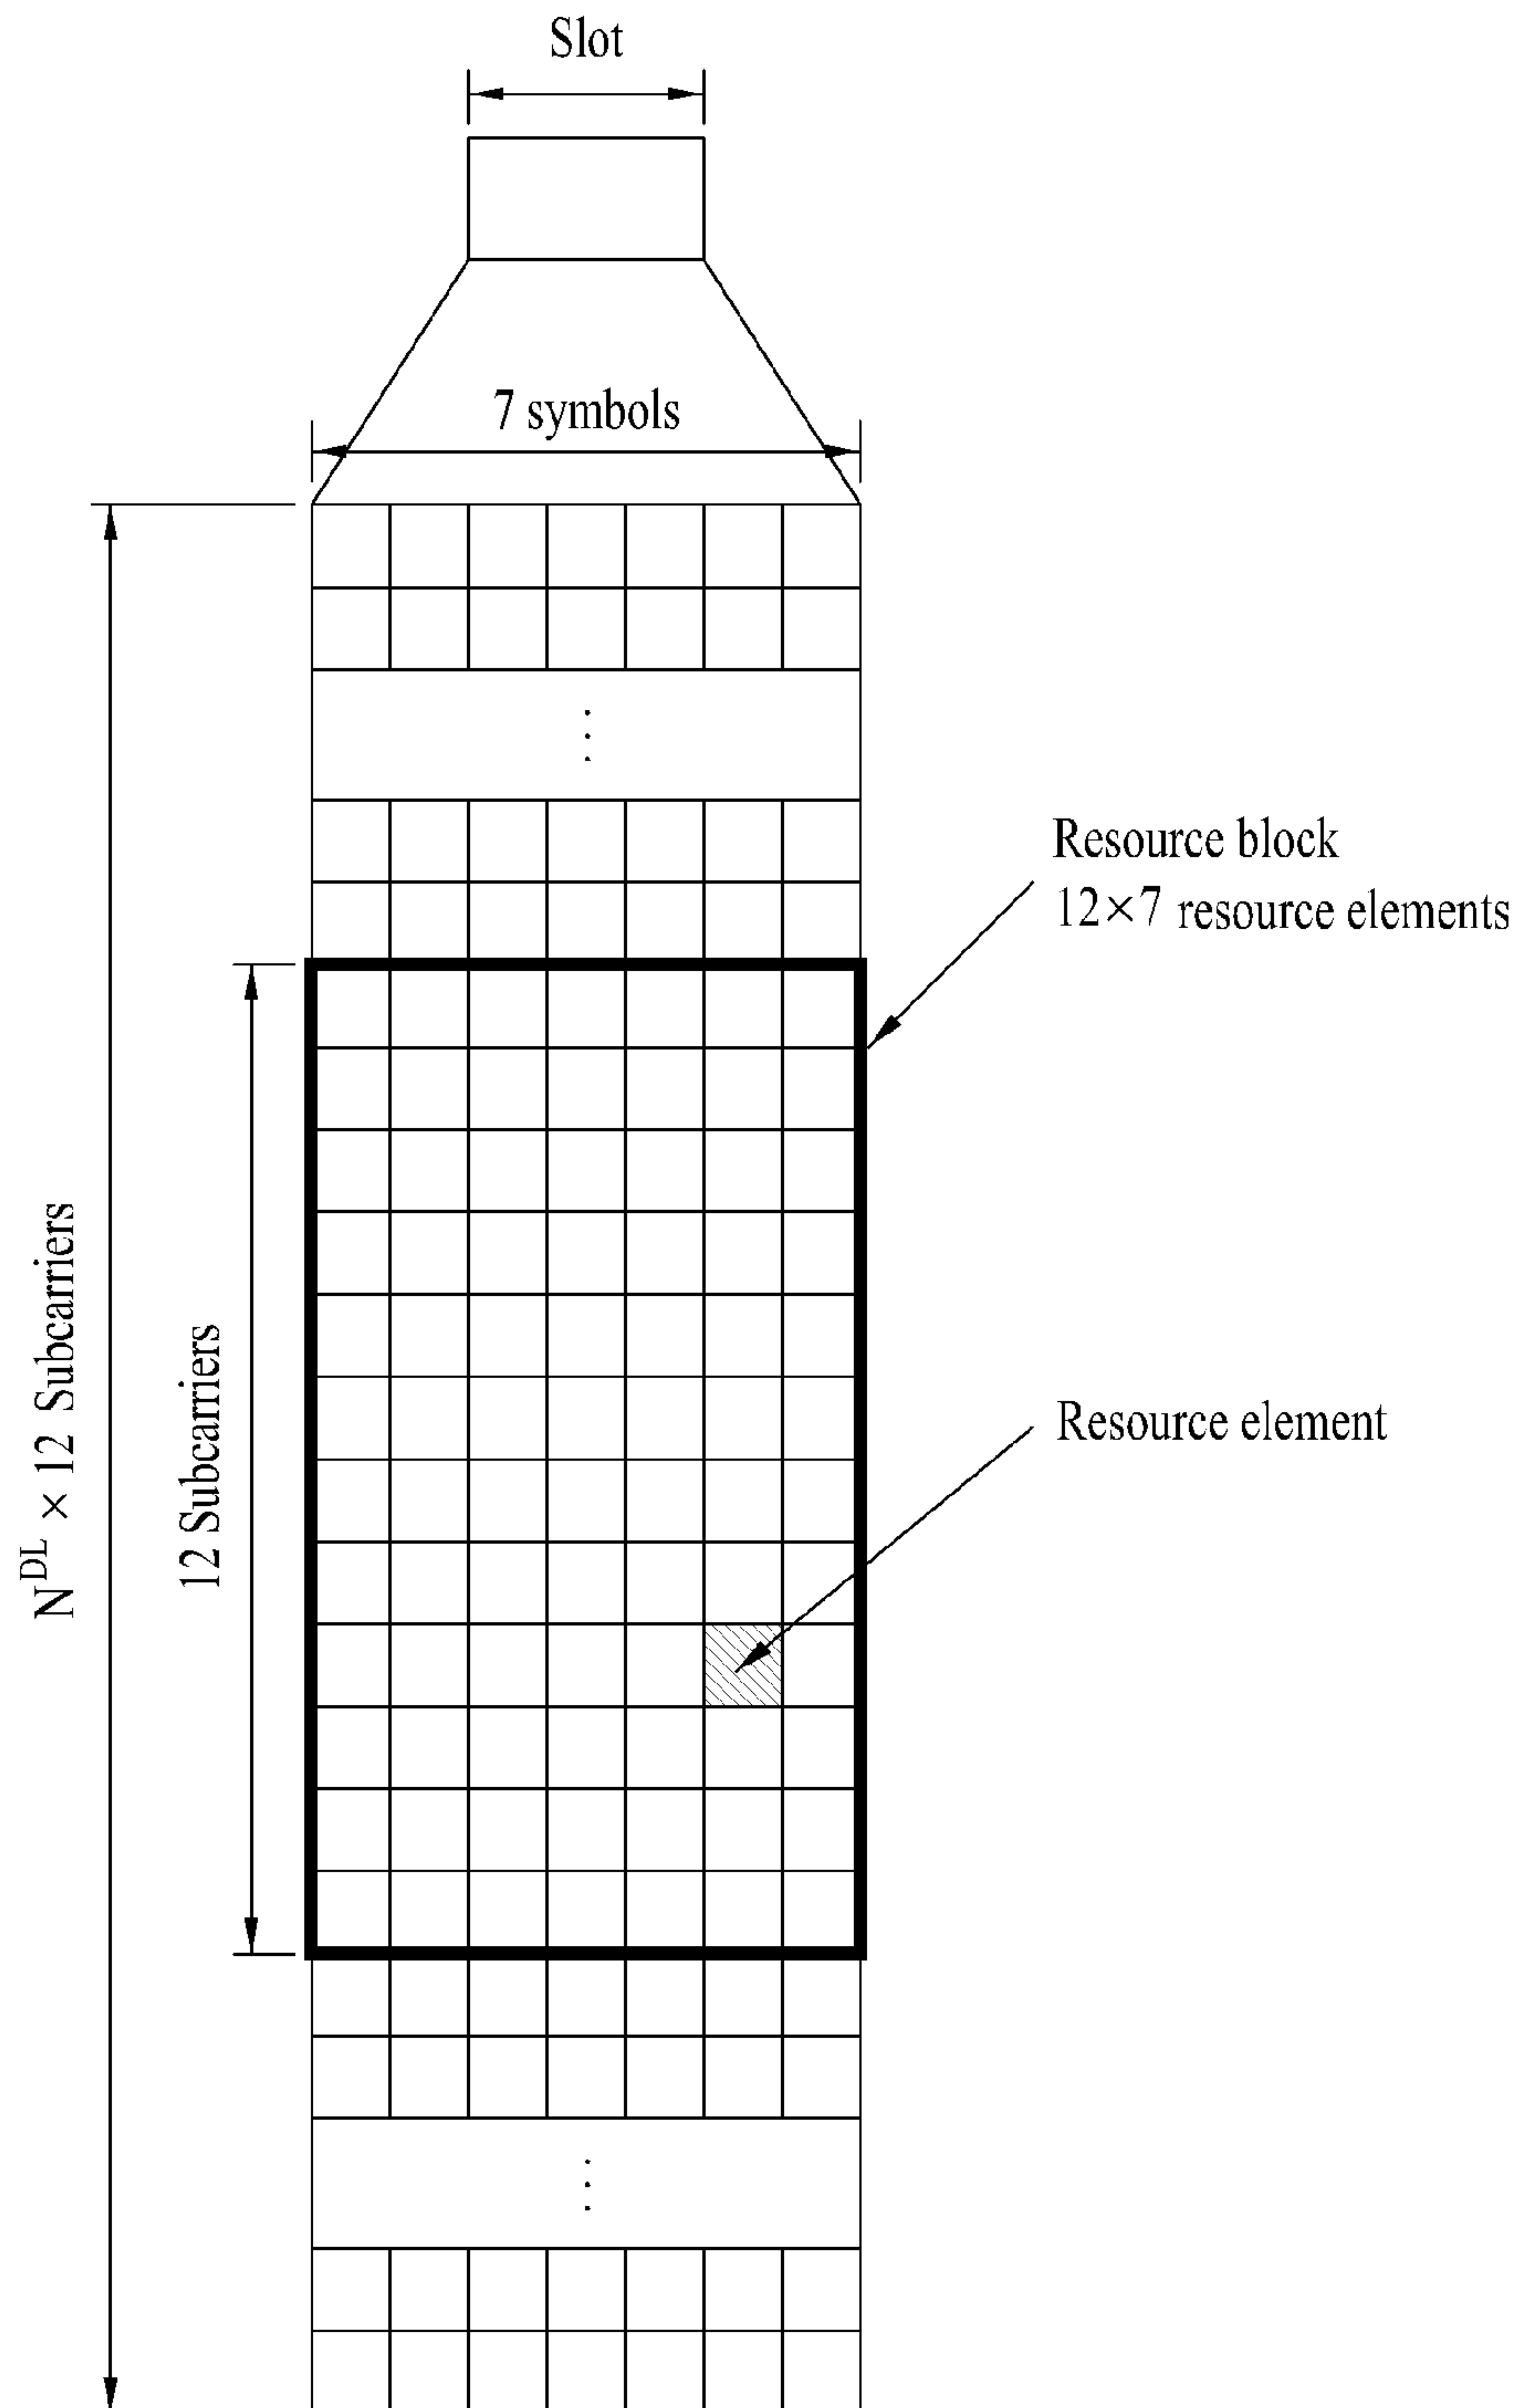 Slot
7 symbols
Resource block
12×7 resource elements
N^DL × 12 Subcarriers
12 Subcarriers
Resource element